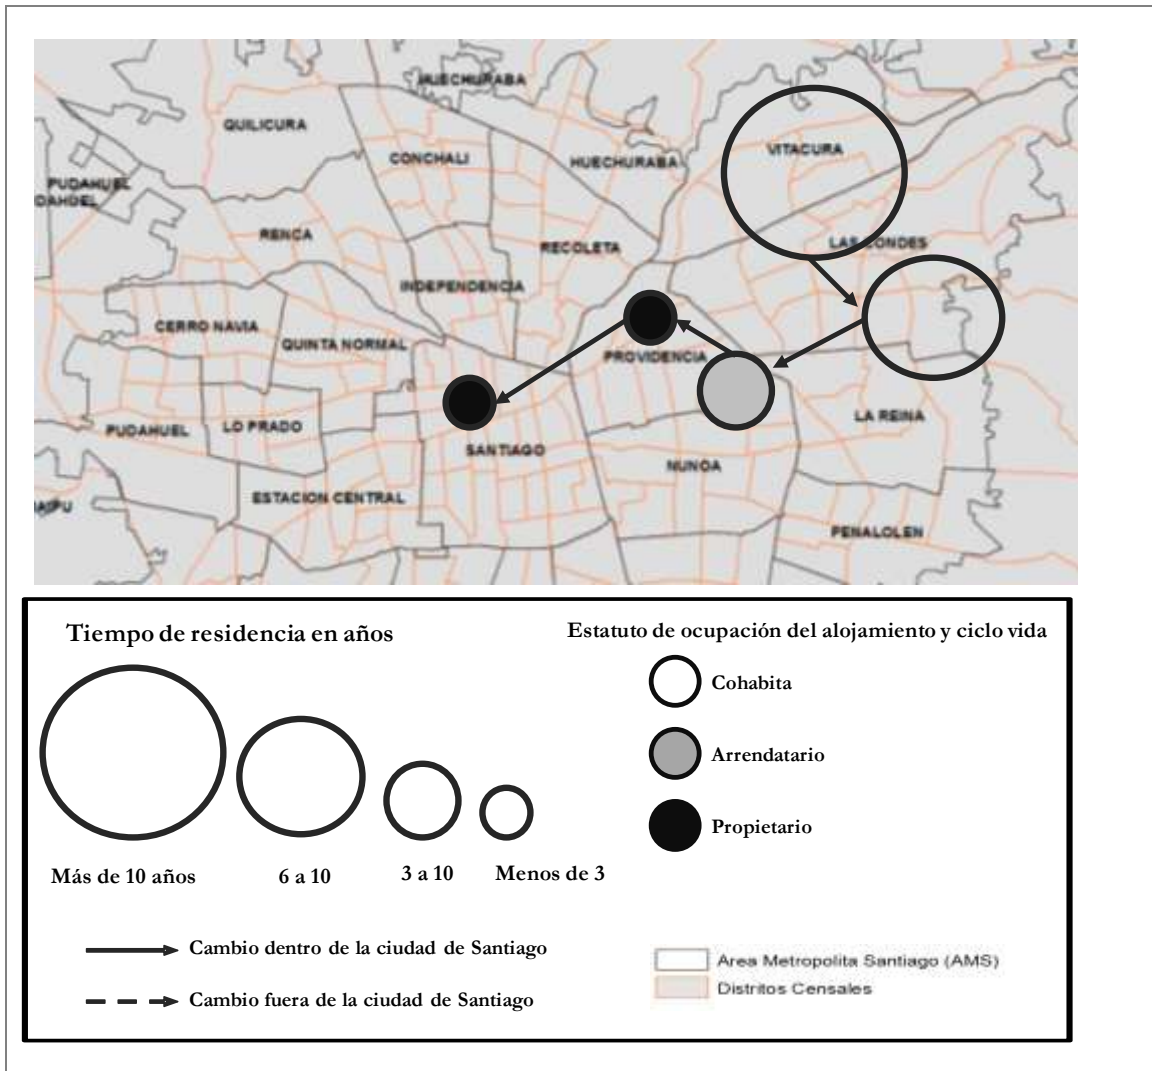 HUECHURABA
QUILICURA
CONCHALI
HUECHURABA
VITACURA
PUDAHUEL
DAHUEL
RENCA
RECOLETA
LAS CONDES
INDEPENDENCIA
CERRO NAVIA
QUINTA NORMAL
PROVIDENCIA
LA REINA
PUDAHUEL
LO PRADO
SANTIAGO
NUNOA
ESTACION CENTRAL
AIPU
PENALOLEN
Tiempo de residencia en años
Más de 10 años
6 a 10
3 a 10
Menos de 3
Cambio dentro de la ciudad de Santiago
Cambio fuera de la ciudad de Santiago
Estatuto de ocupación del alojamiento y ciclo vida
Cohabita
Arrendatario
Propietario
Area Metropolita Santiago (AMS)
Distritos Censales